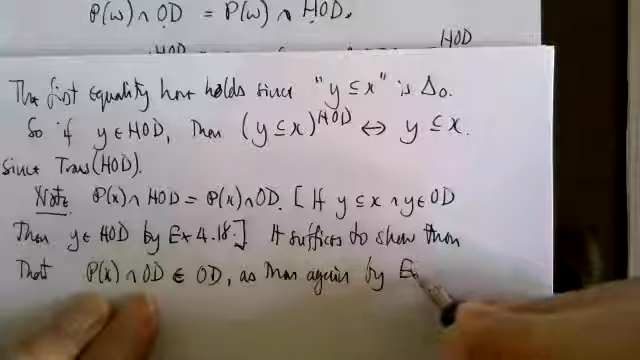 P(ω) ∩ OD = P(ω) ∩ HOD.
HOD HOD
The first equality here holds since "y ⊆ x" is Δ₀.
So if y ∈ HOD, then (y ⊆ x)^HOD ↔ y ⊆ x.
since Trans(HOD).
Note P(x) ∩ HOD = P(x) ∩ OD. [If y ⊆ x ∧ y ∈ OD
Then y ∈ HOD by Ex 4.18.] It suffices to show then
That P(x) ∩ OD ∈ OD, as then again by E